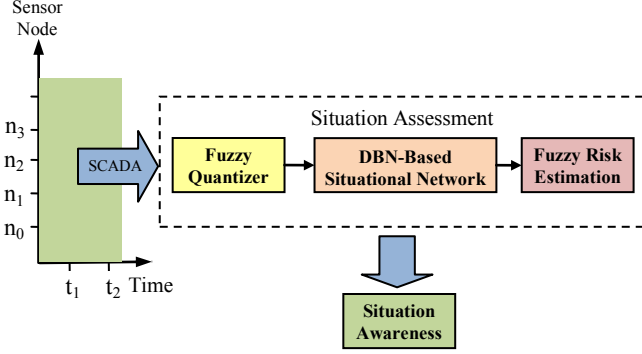 Sensor
Node
n3
n2
n1
n0
t1
t2
Time
SCADA
Situation Assessment
Fuzzy
Quantizer
DBN-Based
Situational Network
Fuzzy Risk
Estimation
Situation
Awareness